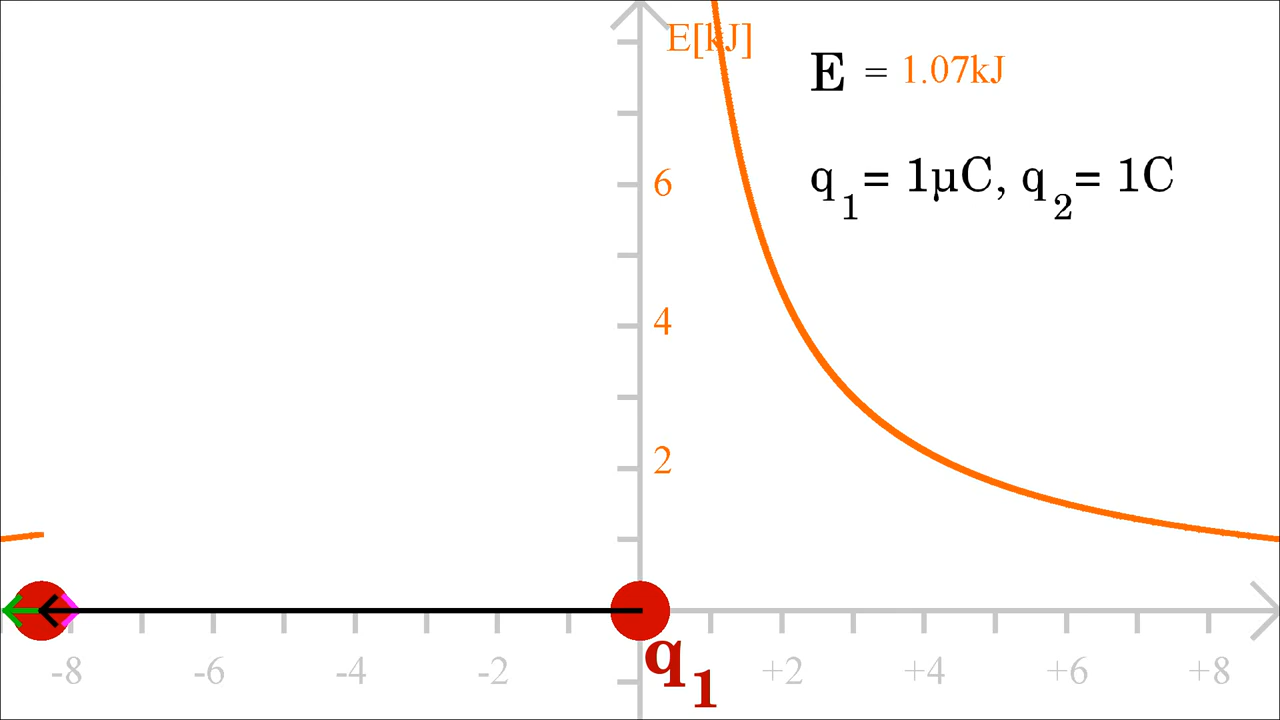 E[kJ]
E = 1.07kJ
q1= 1µC, q2= 1C
6
4
2
-8 -6 -4 -2 +2 +4 +6 +8
q1